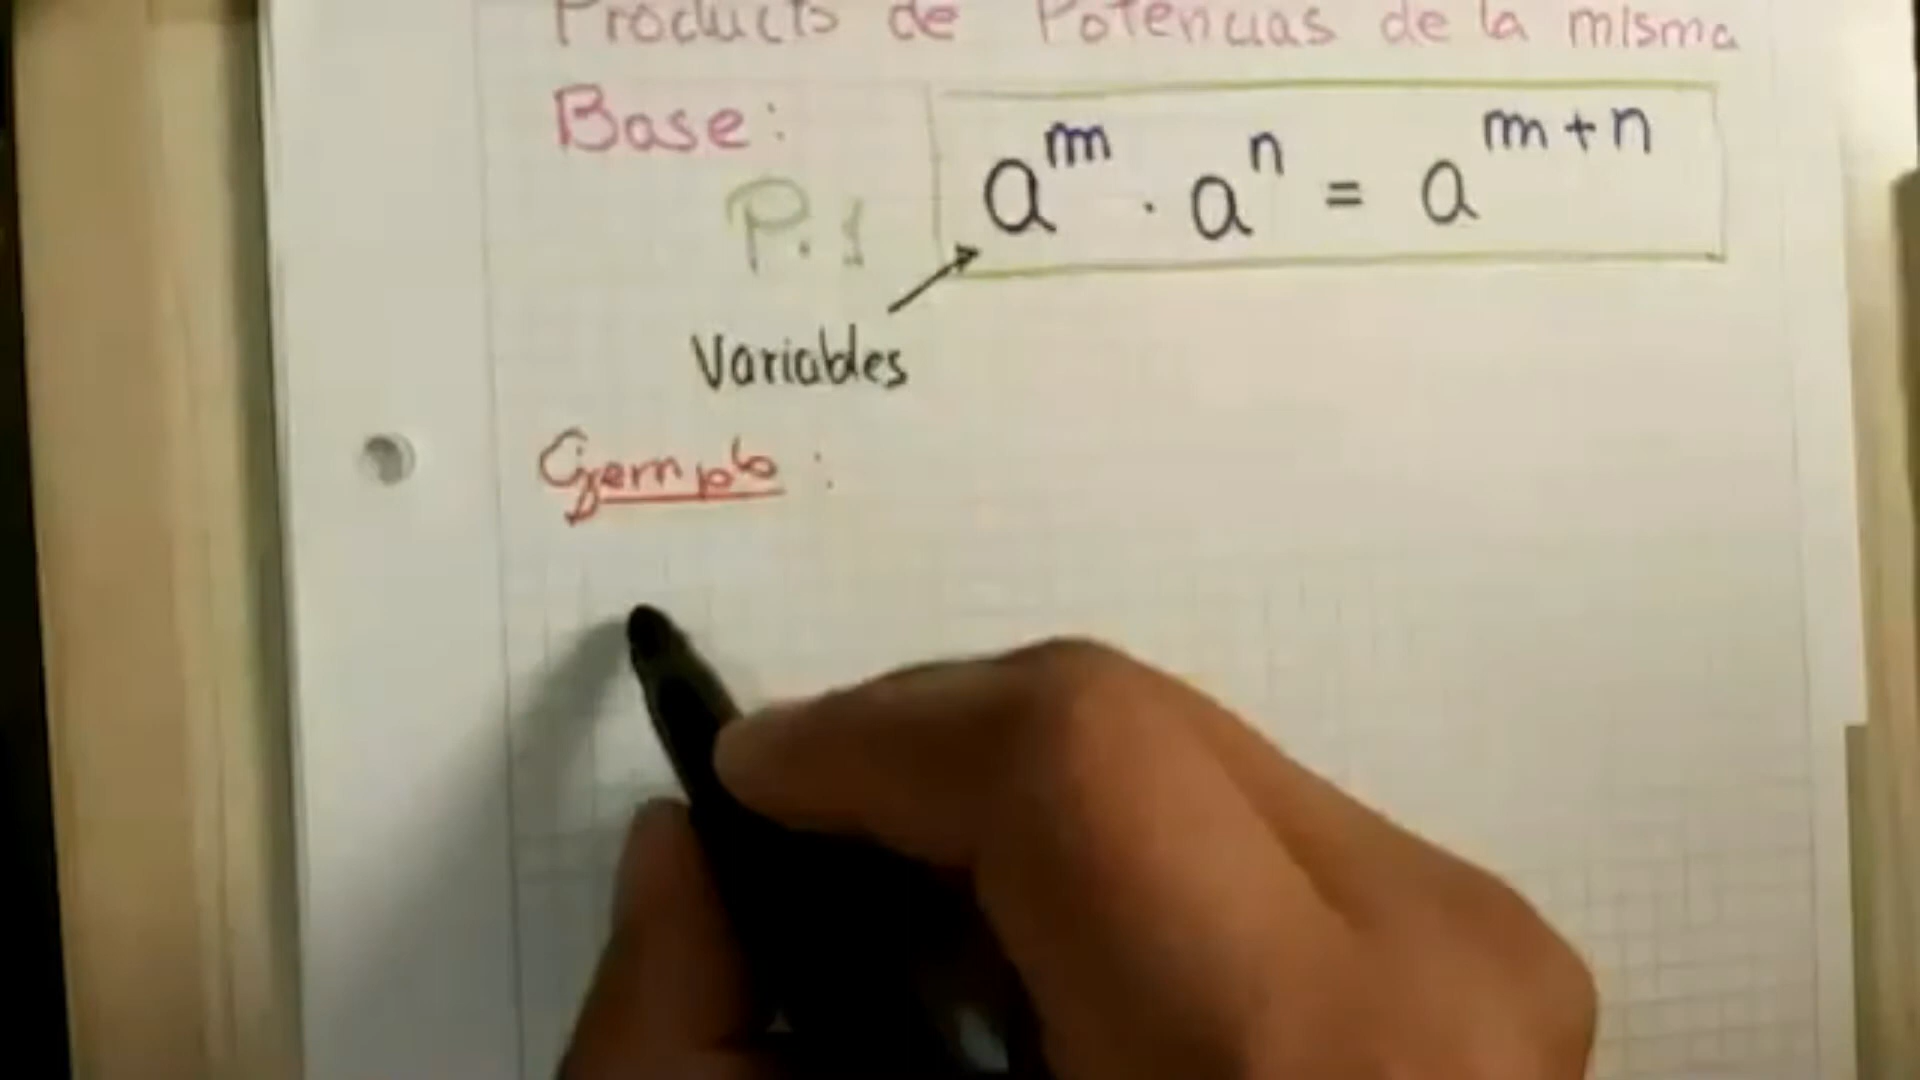 Producto de Potencias de la misma
Base:
a^m · a^n = a^m+n
P.1
Variables
Ejemplo: